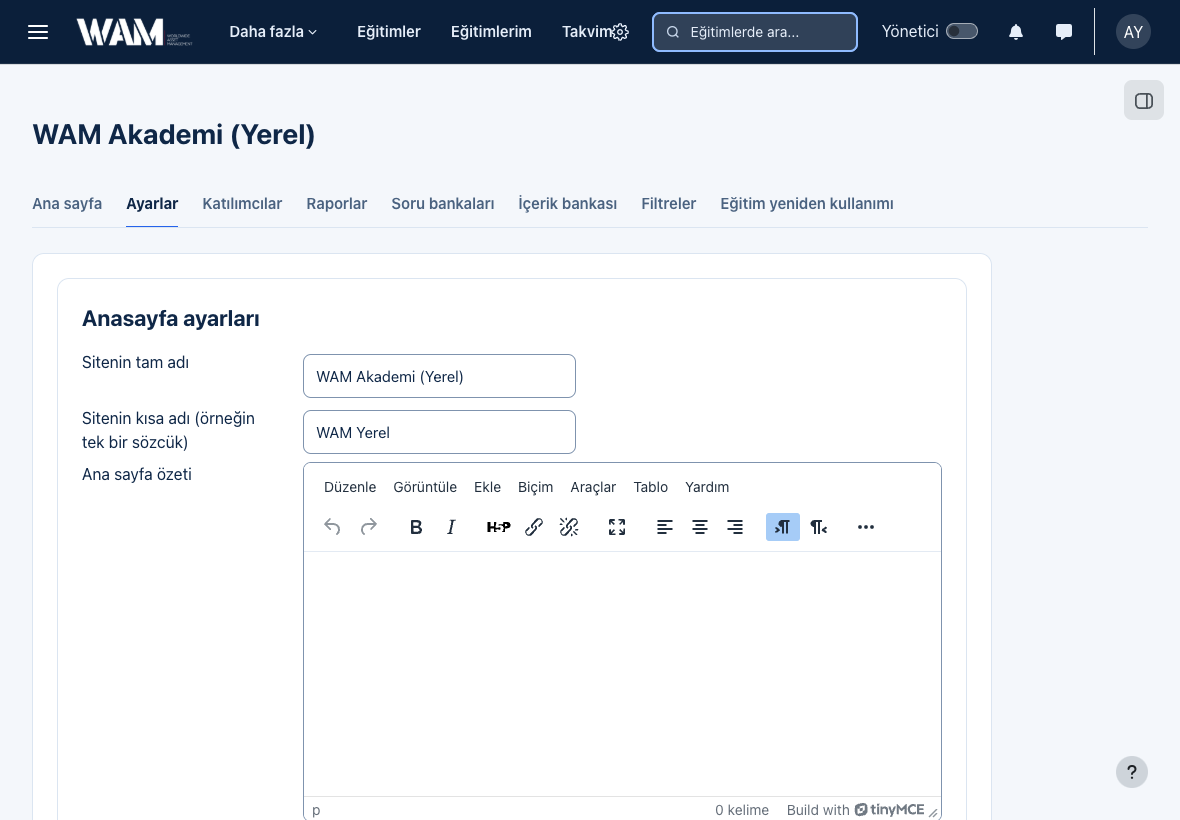 WAM WORLDWIDE ASSET MANAGEMENT
Daha fazla Eğitimler Eğitimlerim Takvim Eğitimlerde ara... Yönetici AY
WAM Akademi (Yerel)
Ana sayfa Ayarlar Katılımcılar Raporlar Soru bankaları İçerik bankası Filtreler Eğitim yeniden kullanımı
Anasayfa ayarları
Sitenin tam adı
WAM Akademi (Yerel)
Sitenin kısa adı (örneğin
tek bir sözcük)
WAM Yerel
Ana sayfa özeti
Düzenle Görüntüle Ekle Biçim Araçlar Tablo Yardım
B I H-P
?
p 0 kelime Build with tinyMCE